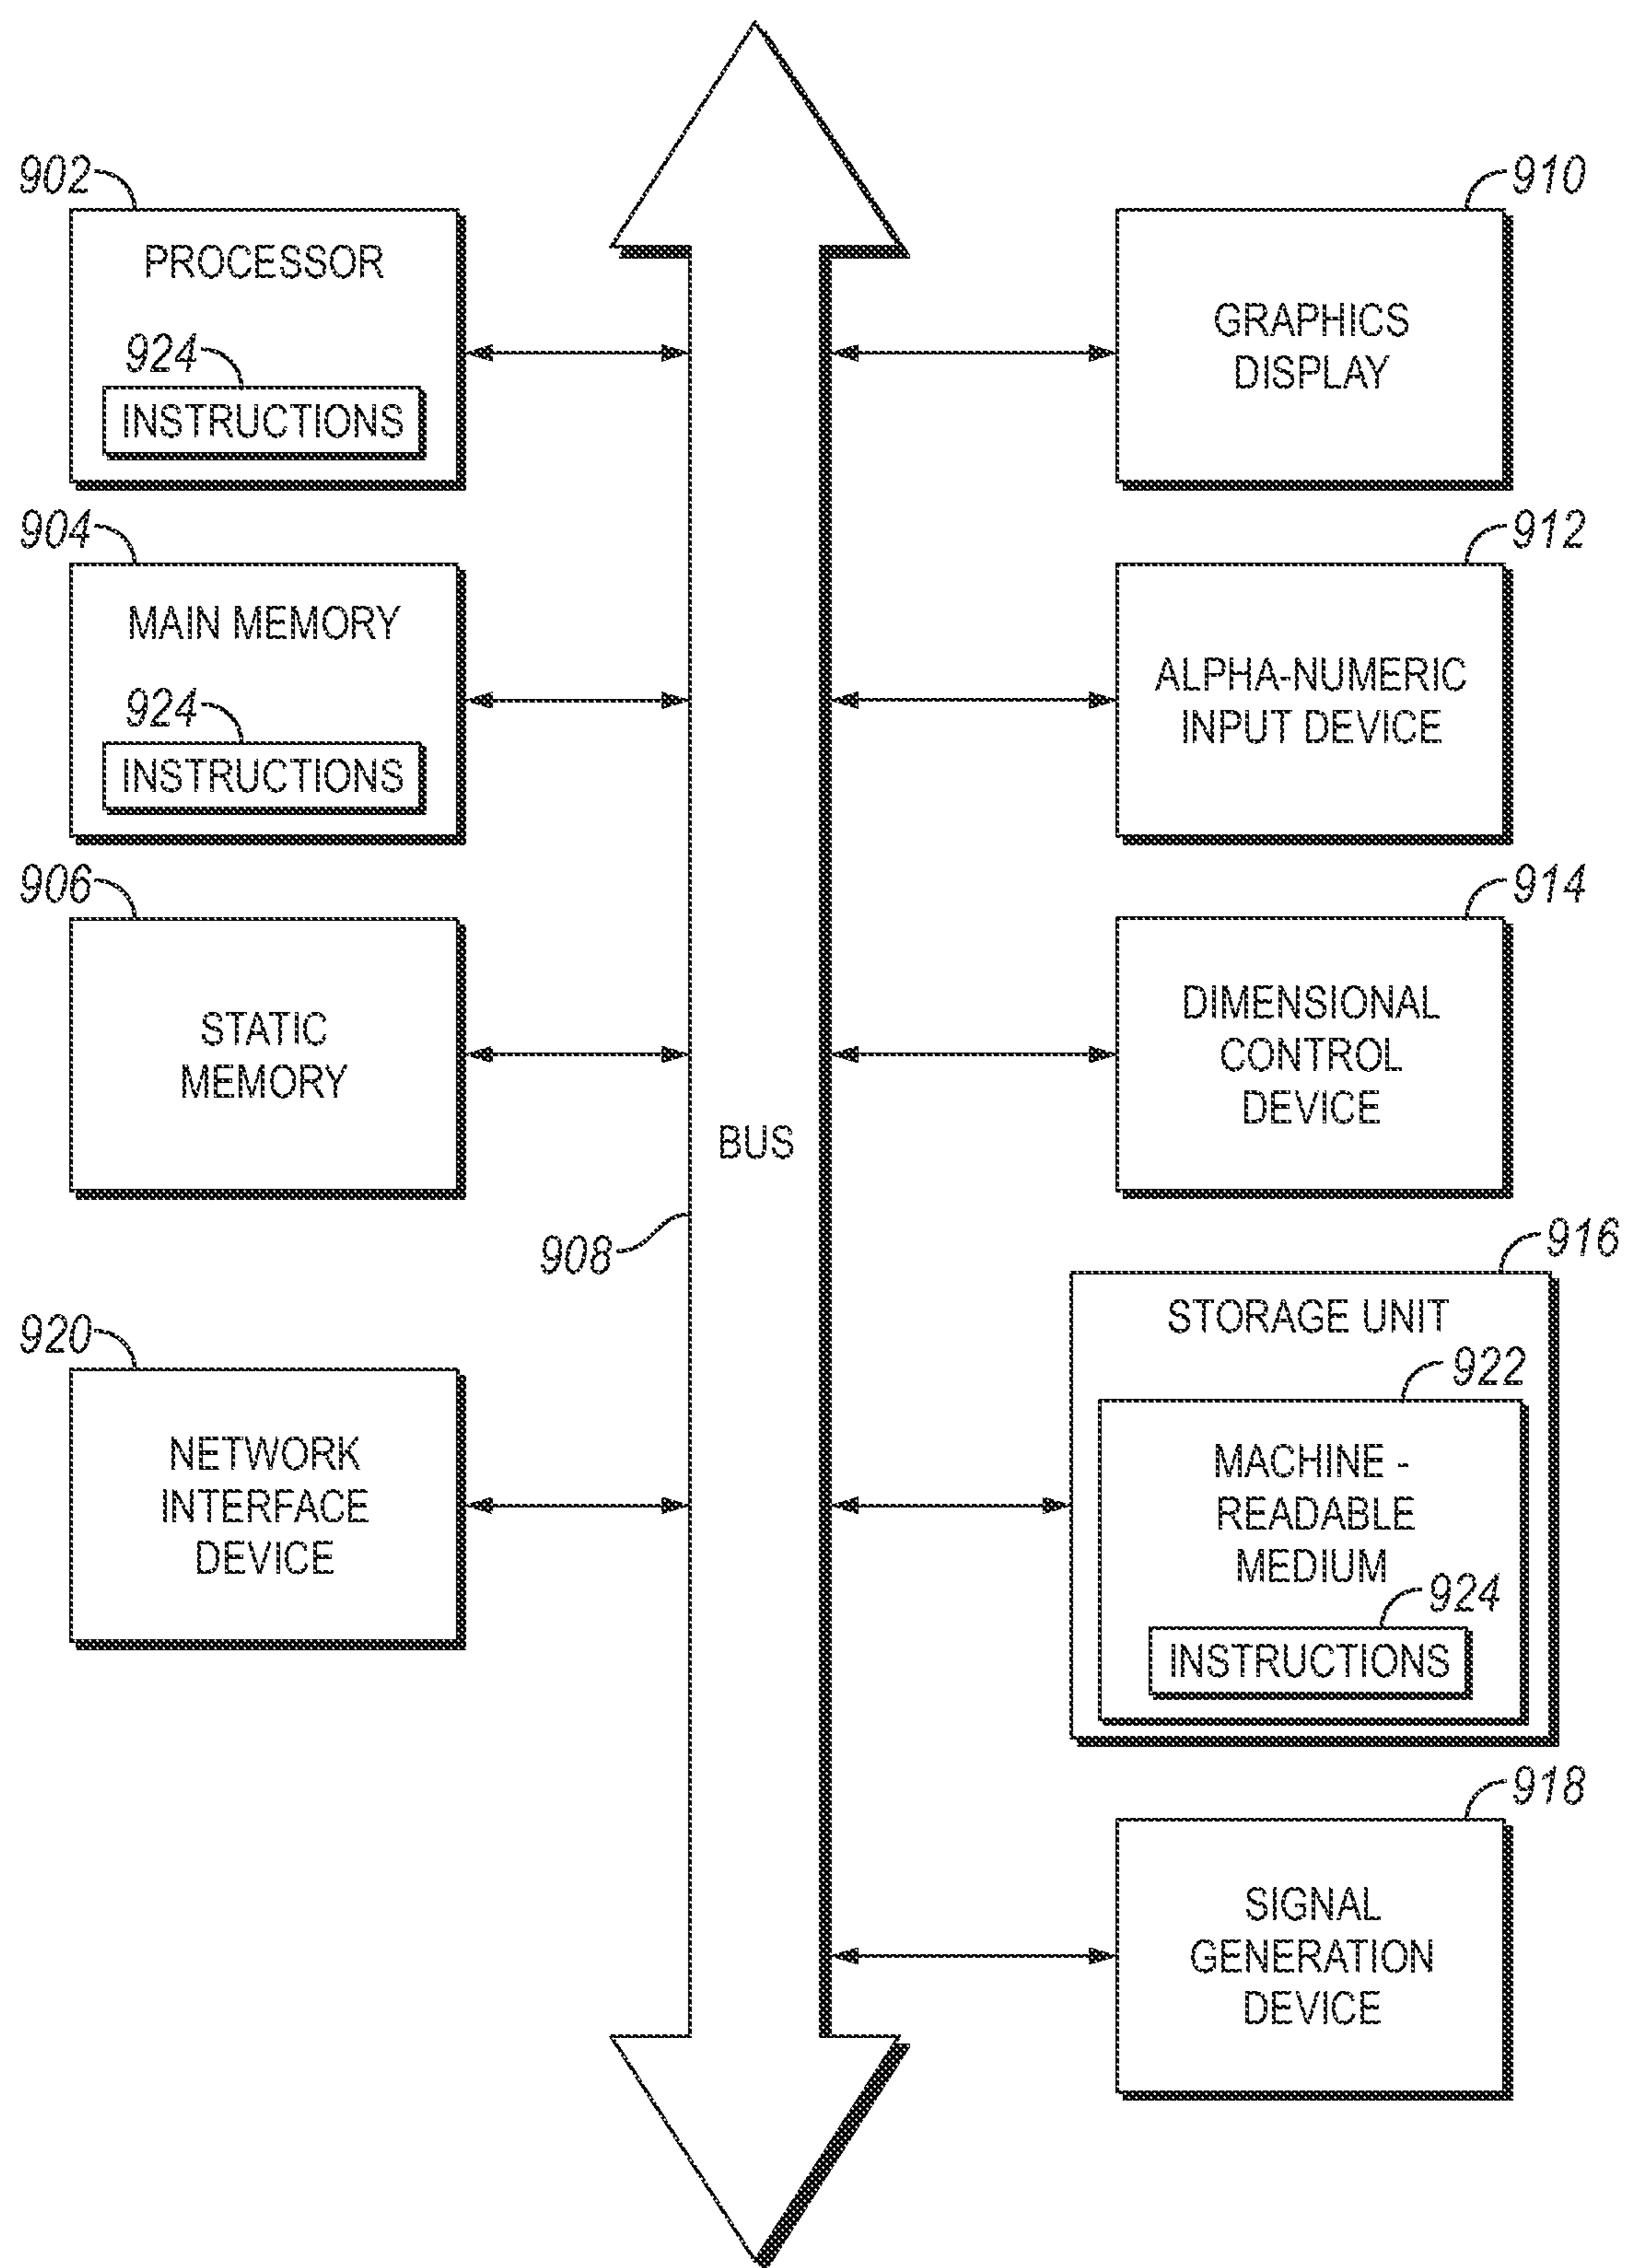 902
PROCESSOR
924
INSTRUCTIONS
904
MAIN MEMORY
924
INSTRUCTIONS
906
STATIC
MEMORY
920
NETWORK
INTERFACE
DEVICE
BUS
908
910
GRAPHICS
DISPLAY
912
ALPHA-NUMERIC
INPUT DEVICE
914
DIMENSIONAL
CONTROL
DEVICE
916
STORAGE UNIT
922
MACHINE -
READABLE
MEDIUM
924
INSTRUCTIONS
918
SIGNAL
GENERATION
DEVICE